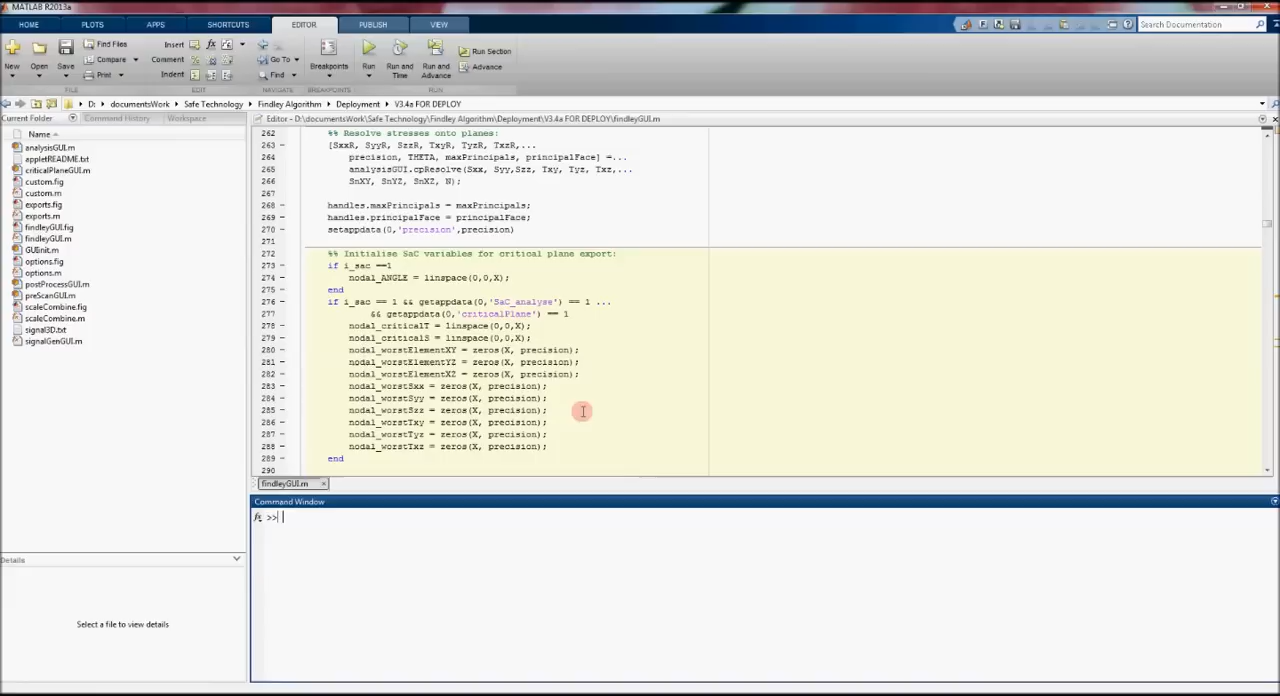 MATLAB R2013a
HOME PLOTS APPS SHORTCUTS EDITOR PUBLISH VIEW Search Documentation
New Open Save Find Files Compare Print Insert Comment Indent fx Go To Find Breakpoints Run Run and Time Run and Advance Run Section Advance
FILE EDIT NAVIGATE BREAKPOINTS RUN
D: documentsWork Safe Technology Findley Algorithm Deployment V3.4a FOR DEPLOY
Current Folder Command History Workspace
Name
analysisGUI.m
appletREADME.txt
criticalPlaneGUI.m
custom.fig
custom.m
exports.fig
exports.m
findleyGUI.fig
findleyGUI.m
GUIinit.m
options.fig
options.m
postProcessGUI.m
preScanGUI.m
scaleCombine.fig
scaleCombine.m
signal3D.txt
signalGenGUI.m
Details
Select a file to view details
Editor - D:\documentsWork\Safe Technology\Findley Algorithm\Deployment\V3.4a FOR DEPLOY\findleyGUI.m
262 %% Resolve stresses onto planes:
263 - [SxxR, SyyR, SzzR, TxyR, TyzR, TxzR,...
264 precision, THETA, maxPrincipals, principalFace] =...
265 analysisGUI.cpResolve(Sxx, Syy,Szz, Txy, Tyz, Txz,...
266 SnXY, SnYZ, SnXZ, N);
267
268 - handles.maxPrincipals = maxPrincipals;
269 - handles.principalFace = principalFace;
270 - setappdata(0,'precision',precision)
271
272 %% Initialise SaC variables for critical plane export:
273 - if i_sac ==1
274 - nodal_ANGLE = linspace(0,0,X);
275 - end
276 - if i_sac == 1 && getappdata(0,'SaC_analyse') == 1 ...
277 && getappdata(0,'criticalPlane') == 1
278 - nodal_criticalT = linspace(0,0,X);
279 - nodal_criticalS = linspace(0,0,X);
280 - nodal_worstElementXY = zeros(X, precision);
281 - nodal_worstElementYZ = zeros(X, precision);
282 - nodal_worstElementXZ = zeros(X, precision);
283 - nodal_worstSxx = zeros(X, precision);
284 - nodal_worstSyy = zeros(X, precision);
285 - nodal_worstSzz = zeros(X, precision);
286 - nodal_worstTxy = zeros(X, precision);
287 - nodal_worstTyz = zeros(X, precision);
288 - nodal_worstTxz = zeros(X, precision);
289 - end
290
findleyGUI.m
Command Window
fx >>